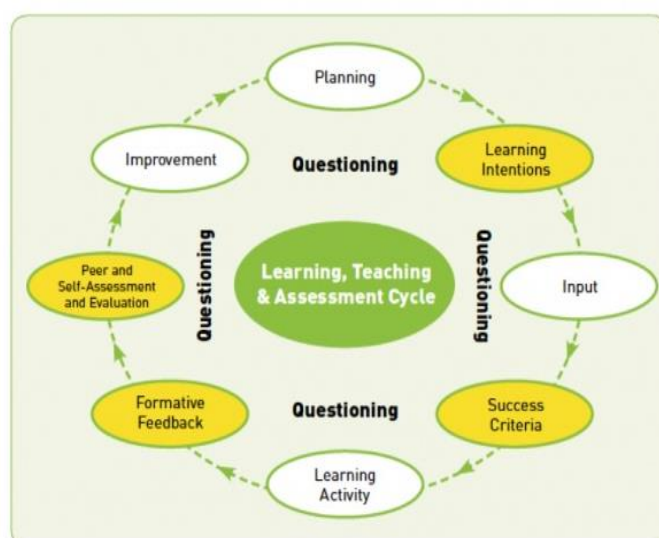 Planning
Learning
Intentions
Input
Success
Criteria
Learning
Activity
Formative
Feedback
Peer and
Self-Assessment
and Evaluation
Improvement
Questioning
Questioning
Questioning
Questioning
Learning, Teaching
& Assessment Cycle